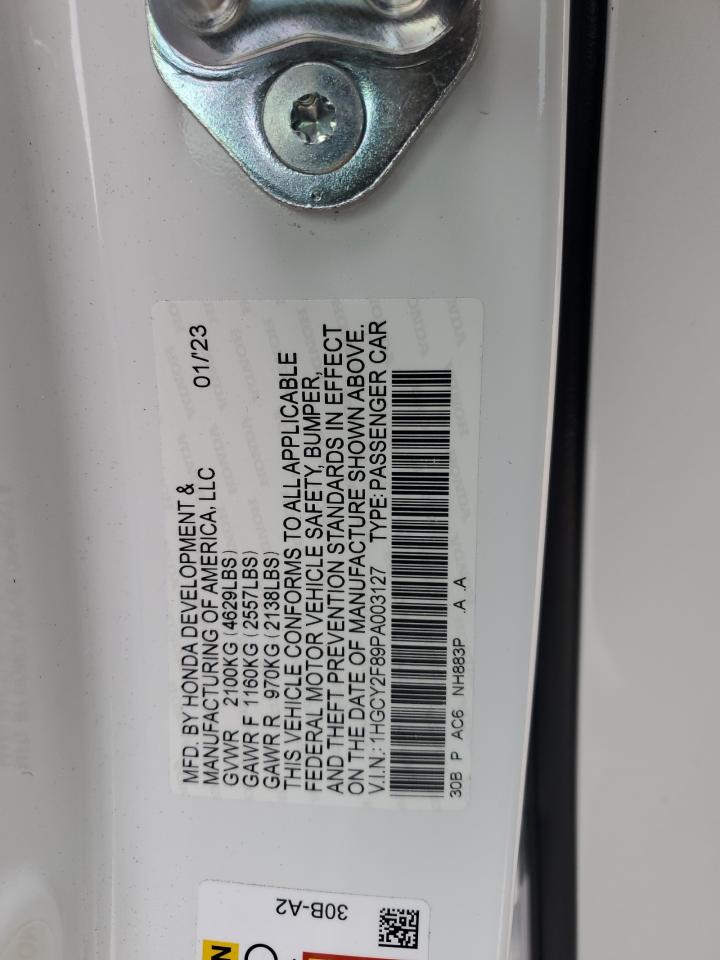 MFD. BY HONDA DEVELOPMENT &
MANUFACTURING OF AMERICA, LLC 01/'23
GVWR 2100KG (4629LBS)
GAWR F 1160KG (2557LBS)
GAWR R 970KG (2138LBS)
THIS VEHICLE CONFORMS TO ALL APPLICABLE
FEDERAL MOTOR VEHICLE SAFETY, BUMPER,
AND THEFT PREVENTION STANDARDS IN EFFECT
ON THE DATE OF MANUFACTURE SHOWN ABOVE.
V.I.N.: 1HGCY2F89PA003127 TYPE: PASSENGER CAR
30B P AC6 NH883P .A .A
30B-A2